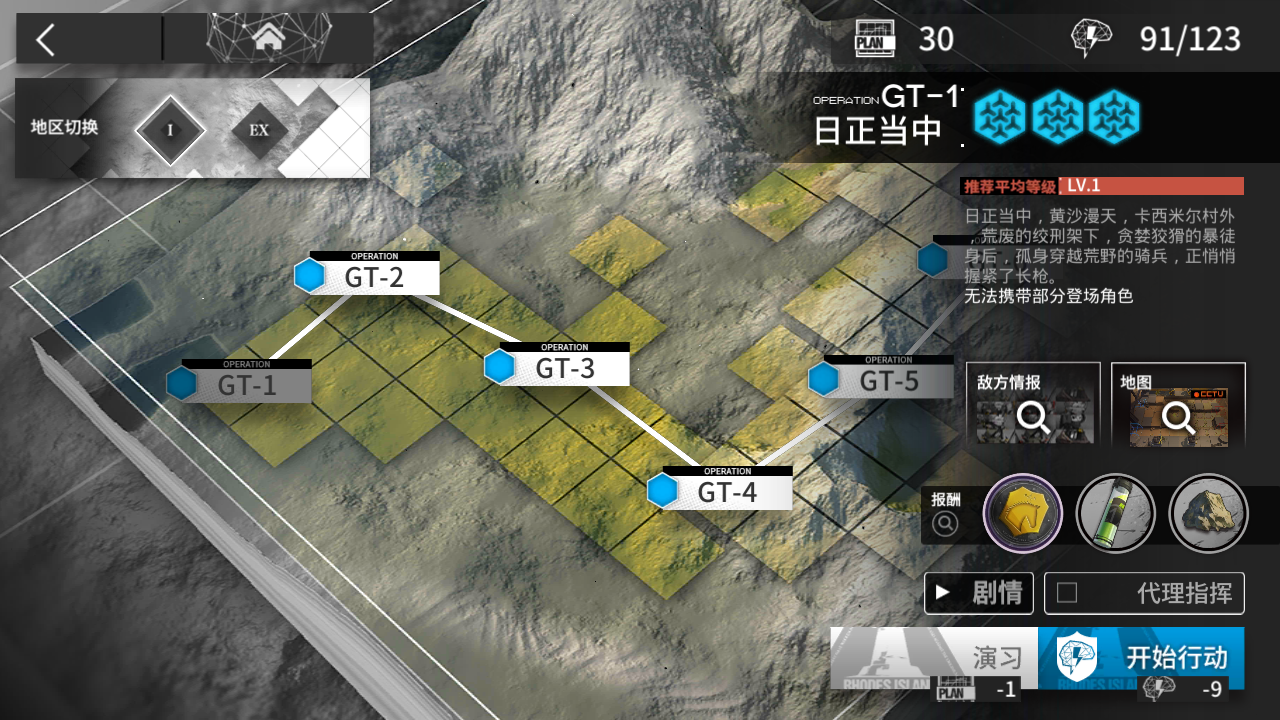 PLAN
30
91/123
地区切换
I
EX
OPERATION GT-1
日正当中
推荐平均等级 LV.1
日正当中，黄沙漫天，卡西米尔村外
，荒废的绞刑架下，贪婪狡猾的暴徒
身后，孤身穿越荒野的骑兵，正悄悄
握紧了长枪。
无法携带部分登场角色
OPERATION
GT-2
OPERATION
GT-3
OPERATION
GT-1
OPERATION
GT-5
OPERATION
GT-4
敌方情报
地图
CCTV
报酬
剧情
代理指挥
演习
RHODES ISLAND
PLAN
-1
开始行动
-9